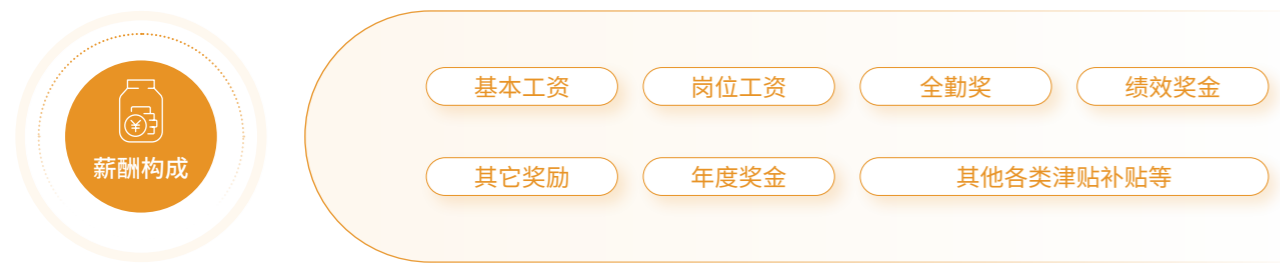 薪酬构成
基本工资
岗位工资
全勤奖
绩效奖金
其它奖励
年度奖金
其他各类津贴补贴等